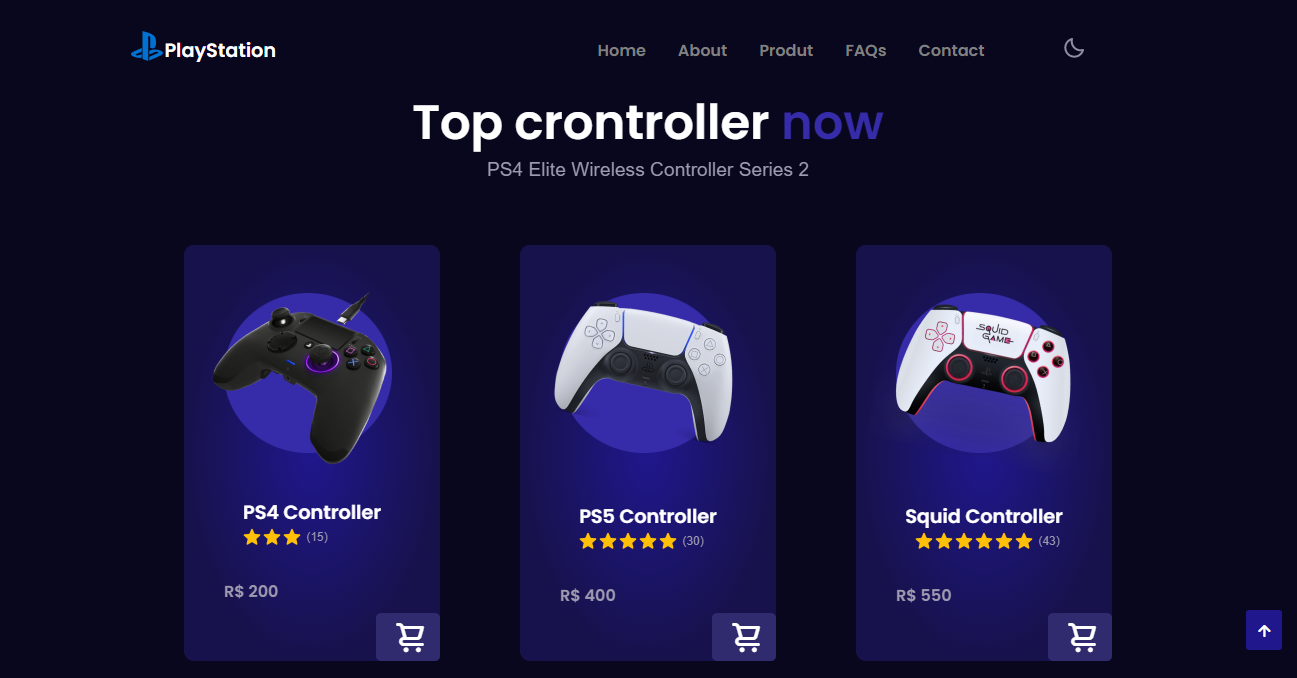 PlayStation
Home About Produt FAQs Contact
Top crontroller now
PS4 Elite Wireless Controller Series 2
SQUID
GAME
PS4 Controller
(15)
R$ 200
PS5 Controller
(30)
R$ 400
Squid Controller
(43)
R$ 550